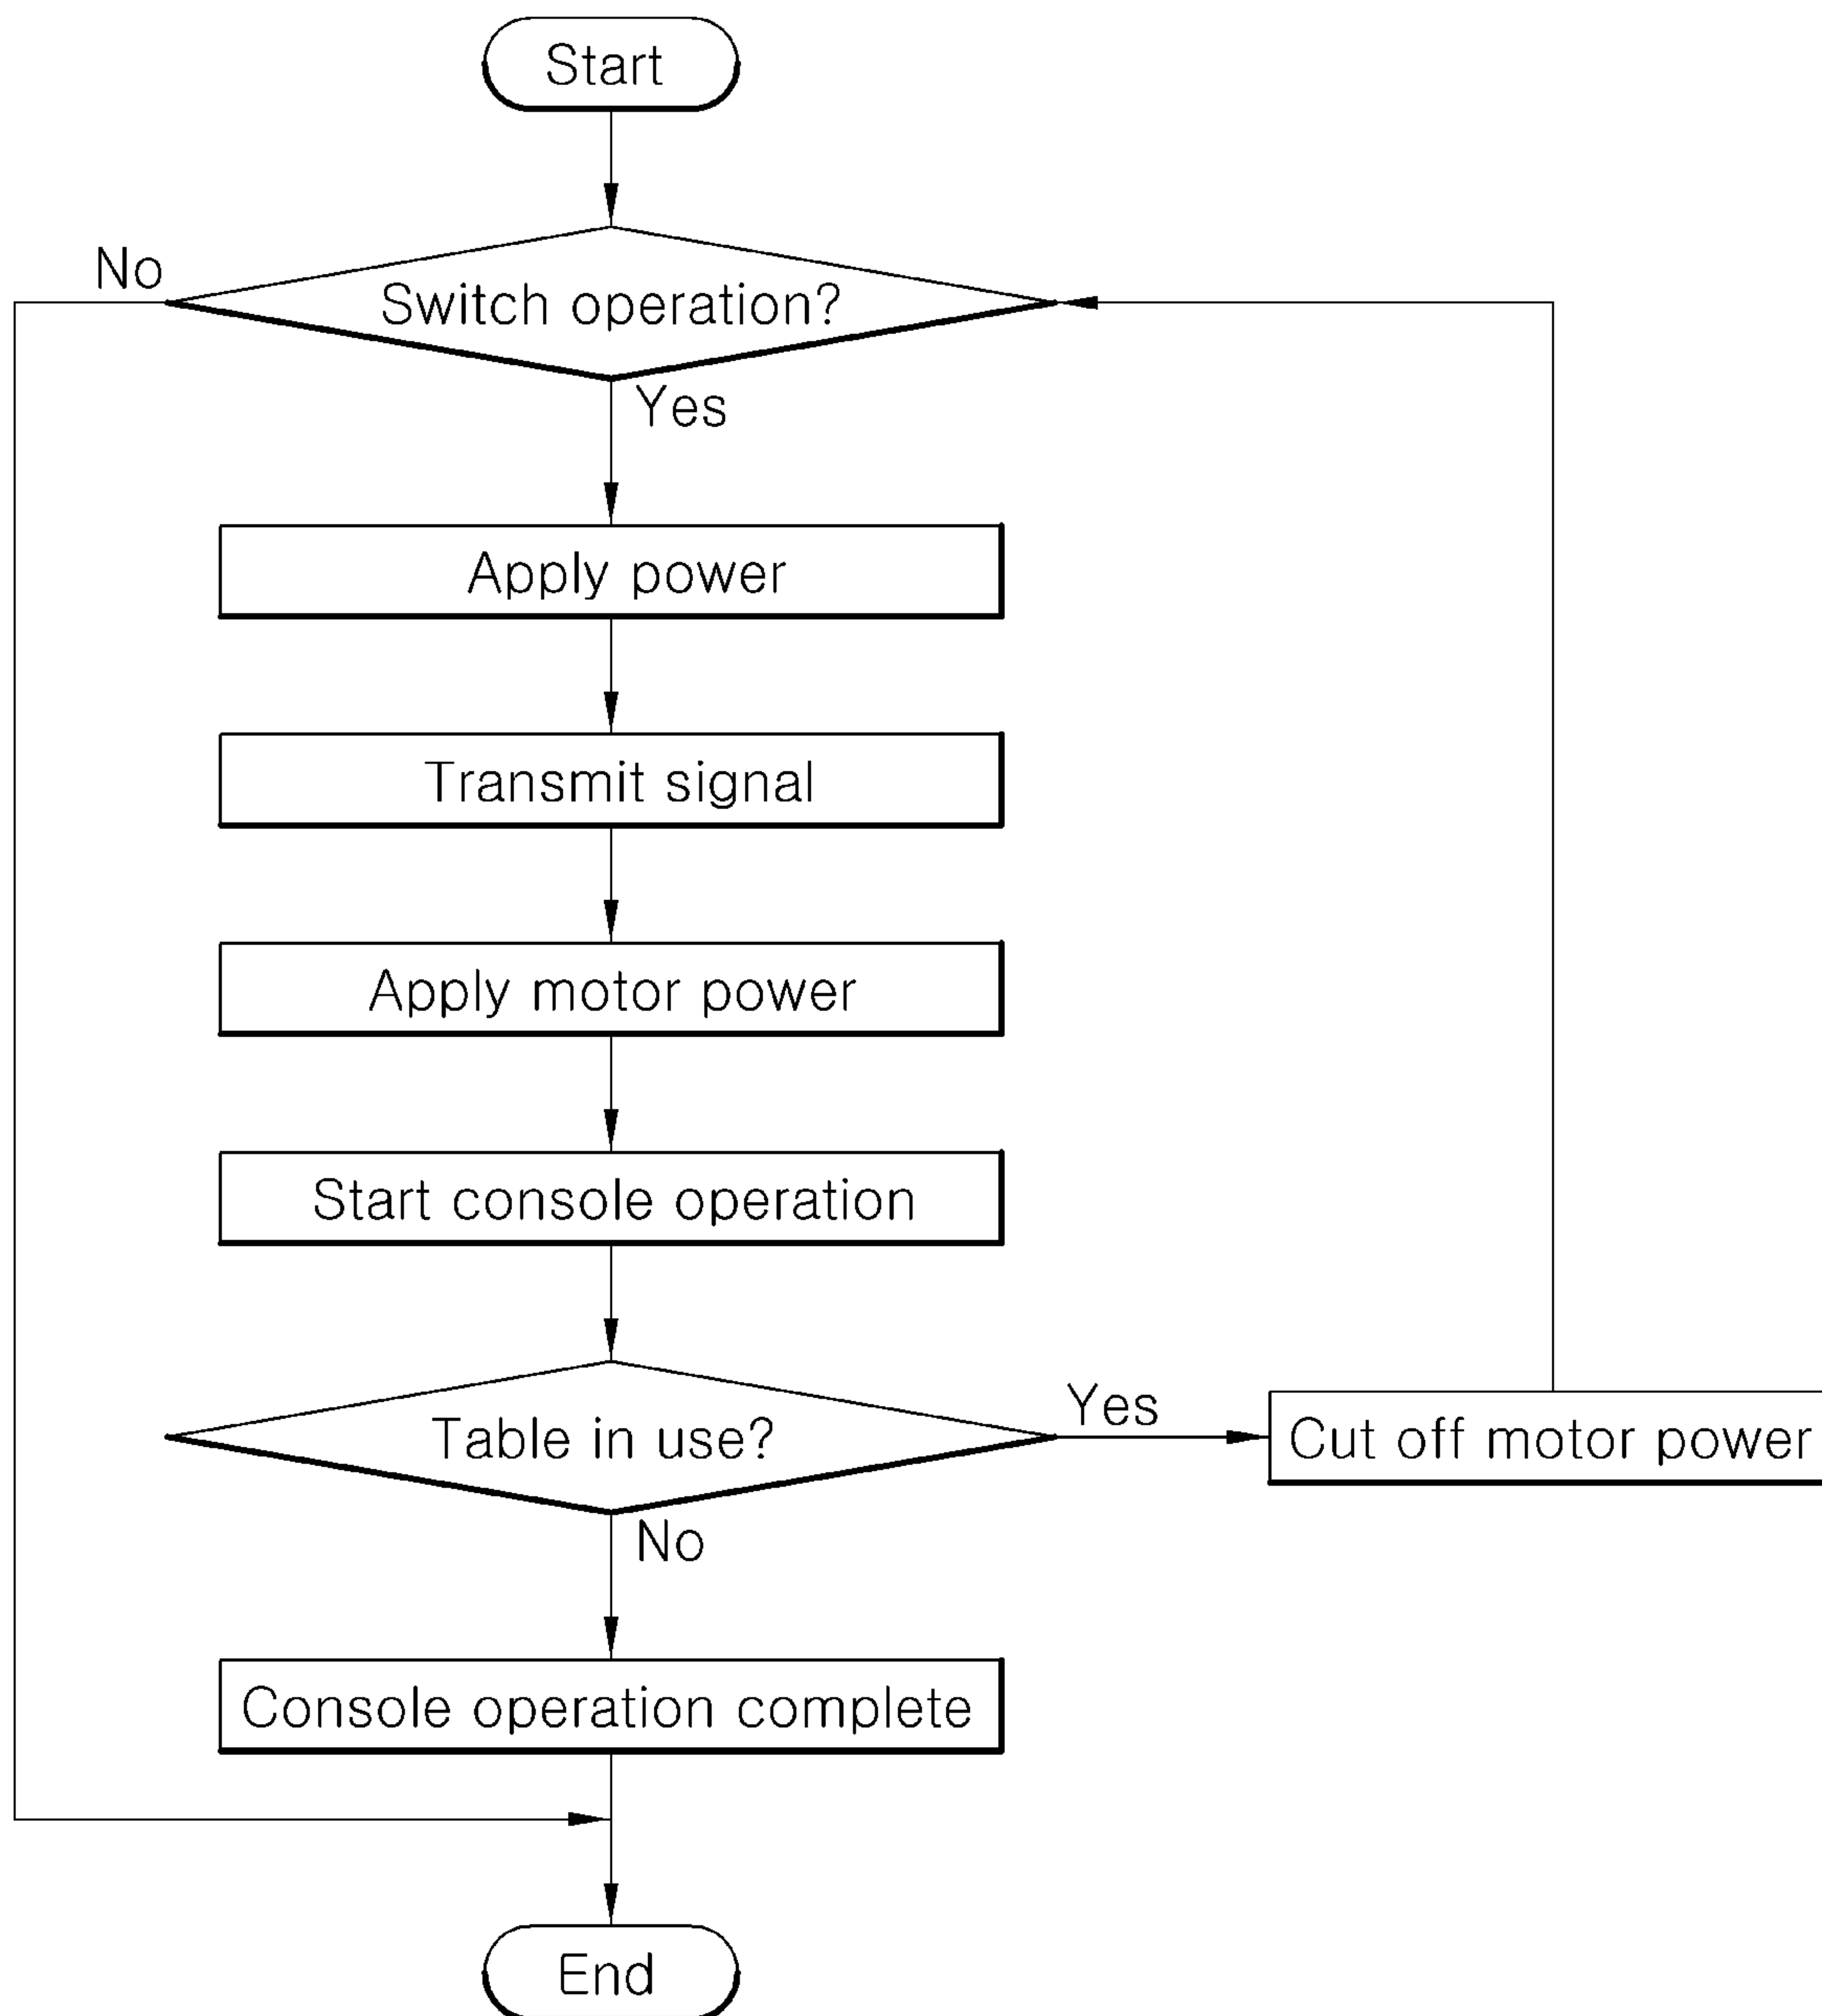 Start
No
Switch operation?
Yes
Apply power
Transmit signal
Apply motor power
Start console operation
Table in use?
Yes
Cut off motor power
No
Console operation complete
End